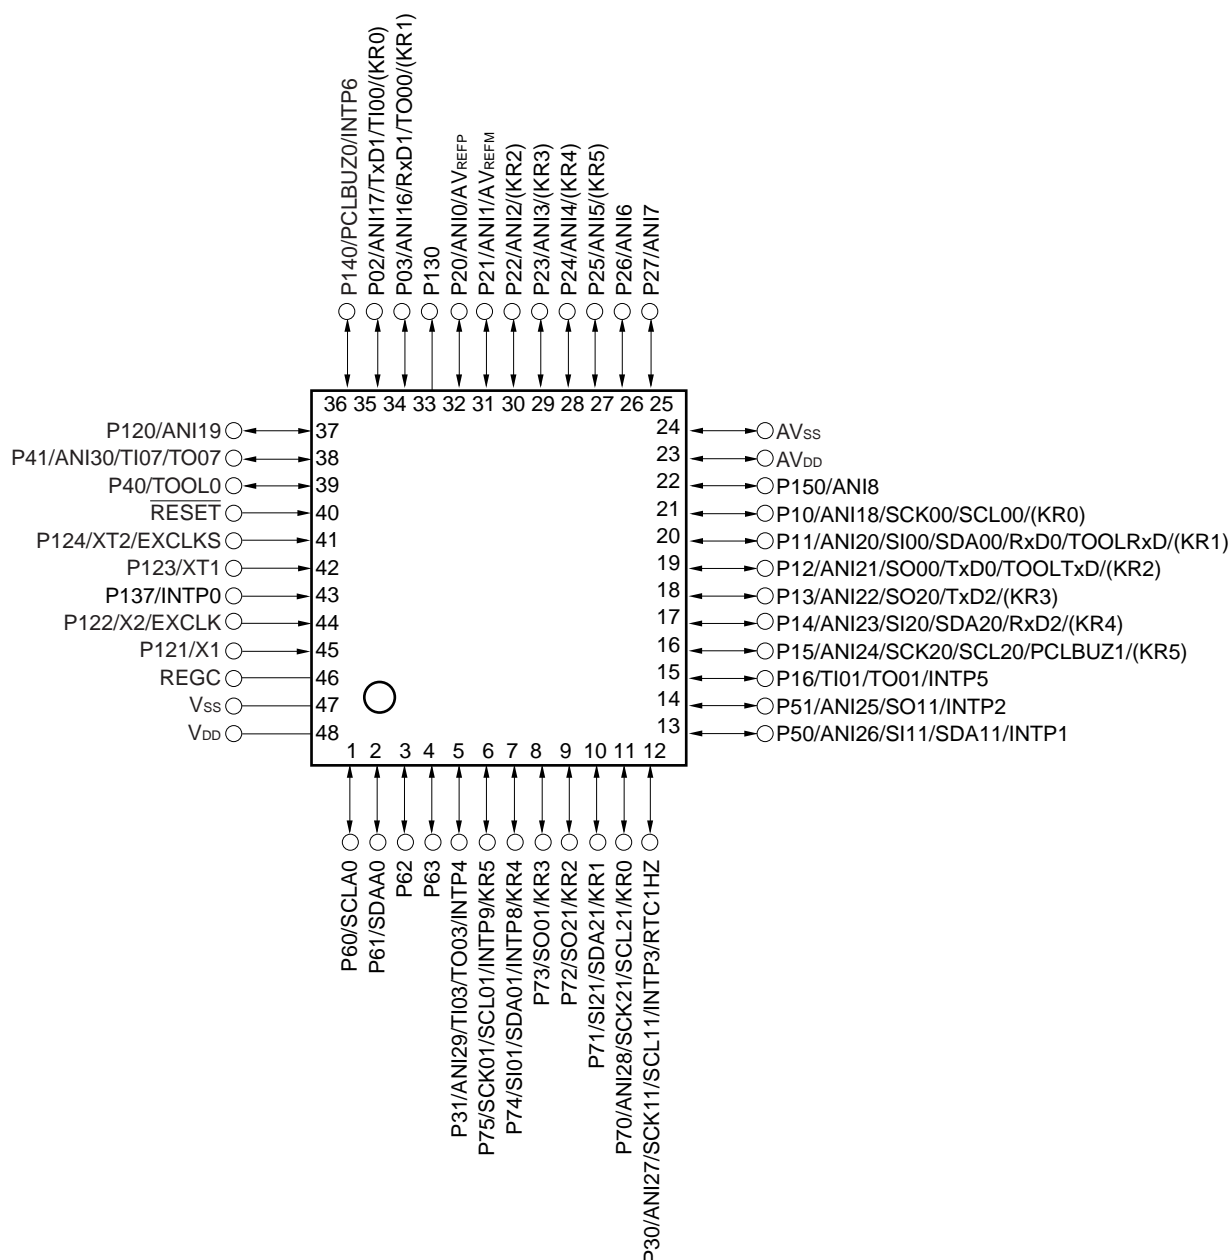 P140/PCLBUZ0/INTP6
P02/ANI17/TxD1/TI00/(KR0)
P03/ANI16/RxD1/TO00/(KR1)
P130
P20/ANI0/AVREFP
P21/ANI1/AVREFM
P22/ANI2/(KR2)
P23/ANI3/(KR3)
P24/ANI4/(KR4)
P25/ANI5/(KR5)
P26/ANI6
P27/ANI7
36 35 34 33 32 31 30 29 28 27 26 25
P120/ANI19 37
P41/ANI30/TI07/TO07 38
P40/TOOL0 39
RESET 40
P124/XT2/EXCLKS 41
P123/XT1 42
P137/INTP0 43
P122/X2/EXCLK 44
P121/X1 45
REGC 46
VSS 47
VDD 48
24 AVSS
23 AVDD
22 P150/ANI8
21 P10/ANI18/SCK00/SCL00/(KR0)
20 P11/ANI20/SI00/SDA00/RxD0/TOOLRxD/(KR1)
19 P12/ANI21/SO00/TxD0/TOOLTxD/(KR2)
18 P13/ANI22/SO20/TxD2/(KR3)
17 P14/ANI23/SI20/SDA20/RxD2/(KR4)
16 P15/ANI24/SCK20/SCL20/PCLBUZ1/(KR5)
15 P16/TI01/TO01/INTP5
14 P51/ANI25/SO11/INTP2
13 P50/ANI26/SI11/SDA11/INTP1
1 2 3 4 5 6 7 8 9 10 11 12
P60/SCLA0
P61/SDAA0
P62
P63
P31/ANI29/TI03/TO03/INTP4
P75/SCK01/SCL01/INTP9/KR5
P74/SI01/SDA01/INTP8/KR4
P73/SO01/KR3
P72/SO21/KR2
P71/SI21/SDA21/KR1
P70/ANI28/SCK21/SCL21/KR0
P30/ANI27/SCK11/SCL11/INTP3/RTC1HZ